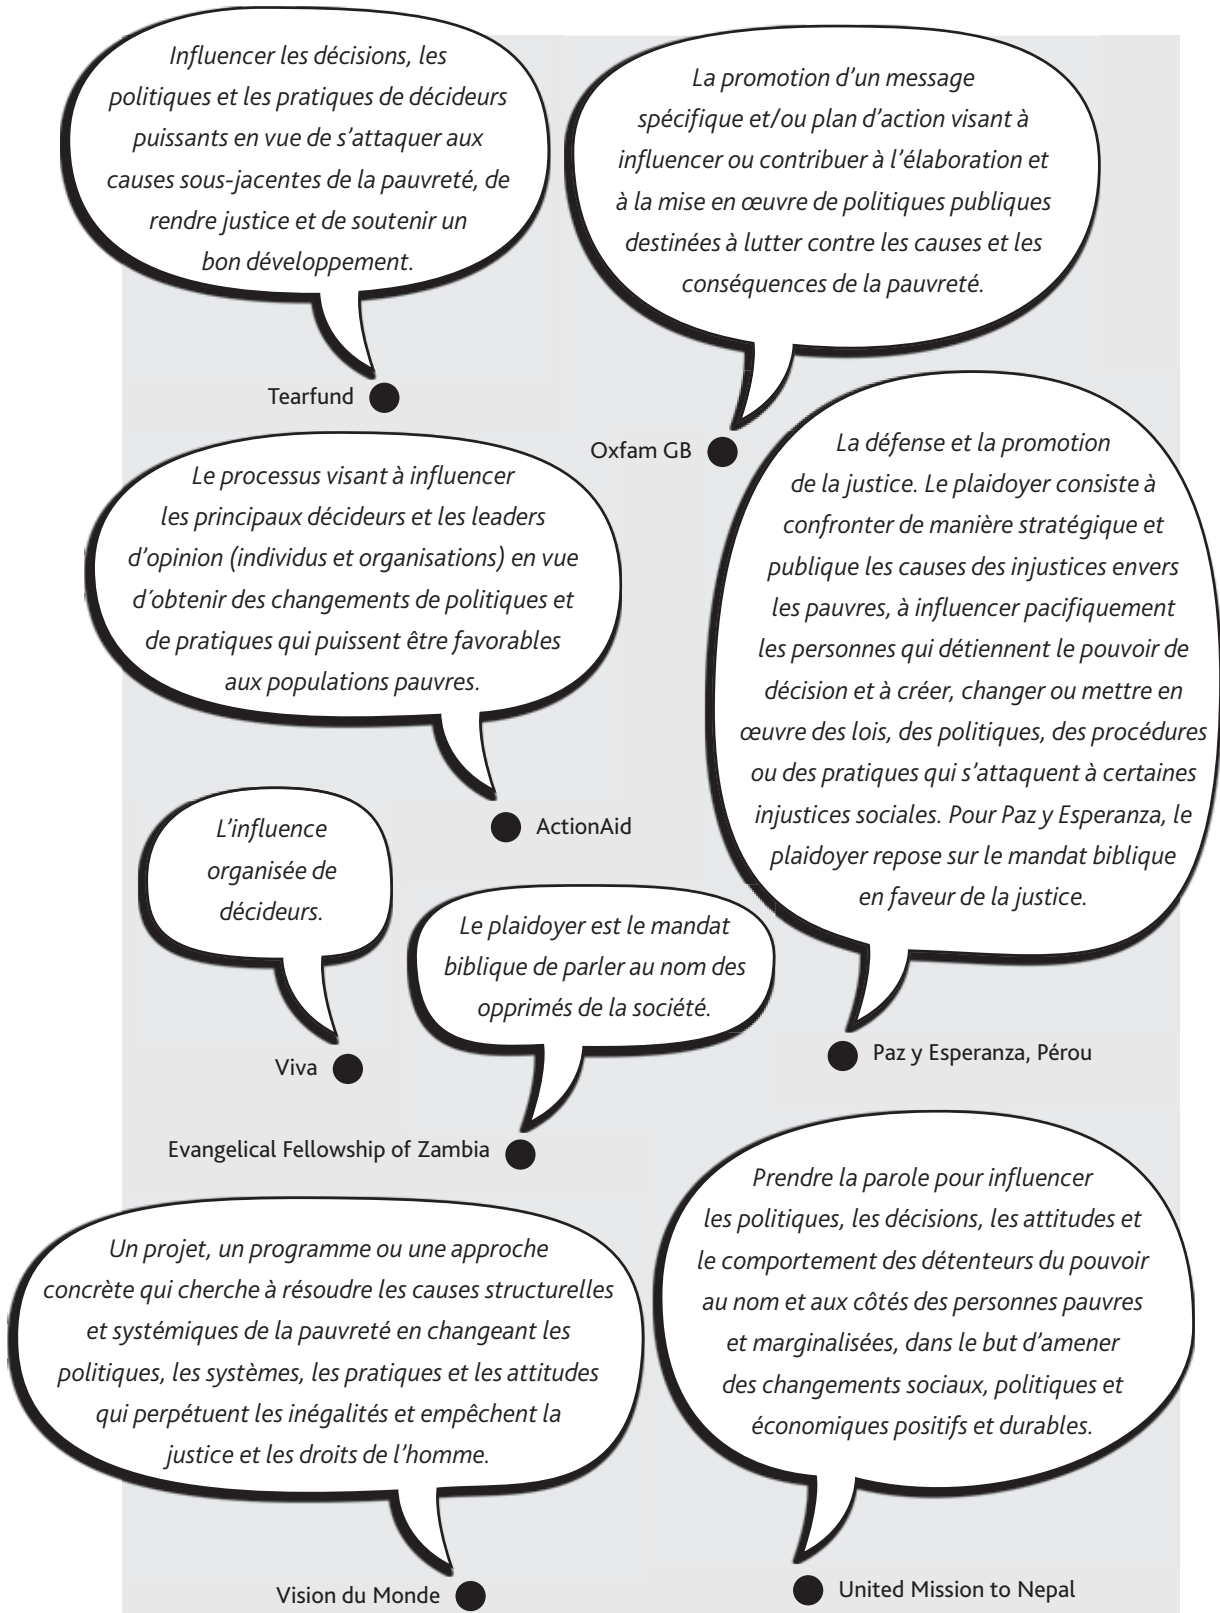 Influencer les décisions, les
politiques et les pratiques de décideurs
puissants en vue de s’attaquer aux
causes sous-jacentes de la pauvreté, de
rendre justice et de soutenir un
bon développement.
Tearfund
La promotion d’un message
spécifique et/ou plan d’action visant à
influencer ou contribuer à l’élaboration et
à la mise en œuvre de politiques publiques
destinées à lutter contre les causes et les
conséquences de la pauvreté.
Oxfam GB
Le processus visant à influencer
les principaux décideurs et les leaders
d’opinion (individus et organisations) en vue
d´obtenir des changements de politiques et
de pratiques qui puissent être favorables
aux populations pauvres.
ActionAid
La défense et la promotion
de la justice. Le plaidoyer consiste à
confronter de manière stratégique et
publique les causes des injustices envers
les pauvres, à influencer pacifiquement
les personnes qui détiennent le pouvoir de
décision et à créer, changer ou mettre en
œuvre des lois, des politiques, des procédures
ou des pratiques qui s’attaquent à certaines
injustices sociales. Pour Paz y Esperanza, le
plaidoyer repose sur le mandat biblique
en faveur de la justice.
Paz y Esperanza, Pérou
L’influence
organisée de
décideurs.
Viva
Le plaidoyer est le mandat
biblique de parler au nom des
opprimés de la société.
Evangelical Fellowship of Zambia
Un projet, un programme ou une approche
concrète qui cherche à résoudre les causes structurelles
et systémiques de la pauvreté en changeant les
politiques, les systèmes, les pratiques et les attitudes
qui perpétuent les inégalités et empêchent la
justice et les droits de l’homme.
Vision du Monde
Prendre la parole pour influencer
les politiques, les décisions, les attitudes et
le comportement des détenteurs du pouvoir
au nom et aux côtés des personnes pauvres
et marginalisées, dans le but d’amener
des changements sociaux, politiques et
économiques positifs et durables.
United Mission to Nepal